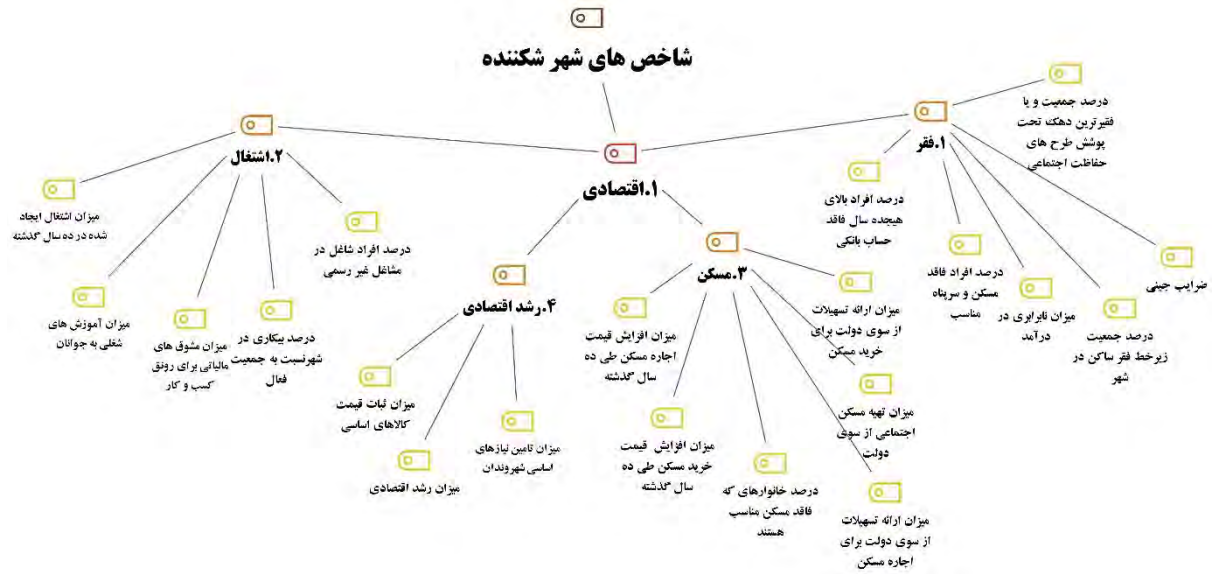 شاخص های شهر شکننده
۱.اقتصادی
۱.فقر
درصد جمعیت و یا
فقیرترین دهک تحت
پوشش طرح های
حفاظت اجتماعی
درصد افراد بالای
هیجده سال فاقد
حساب بانکی
درصد افراد فاقد
مسکن و سرپناه
مناسب
میزان نابرابری در
درآمد
درصد جمعیت
زیرخط فقر ساکن در
شهر
ضرایب جینی
۲.اشتغال
میزان اشتغال ایجاد
شده در ده سال گذشته
میزان آموزش های
شغلی به جوانان
میزان مشوق های
مالیاتی برای رونق
کسب و کار
درصد بیکاری در
شهرنسبت به جمعیت
فعال
درصد افراد شاغل در
مشاغل غیر رسمی
۳.مسکن
میزان افزایش قیمت
اجاره مسکن طی ده
سال گذشته
میزان افزایش قیمت
خرید مسکن طی ده
سال گذشته
درصد خانوارهای که
فاقد مسکن مناسب
هستند
میزان ارائه تسهیلات
از سوی دولت برای
اجاره مسکن
میزان تهیه مسکن
اجتماعی از سوی
دولت
میزان ارائه تسهیلات
از سوی دولت برای
خرید مسکن
۴.رشد اقتصادی
میزان ثبات قیمت
کالاهای اساسی
میزان رشد اقتصادی
میزان تامین نیازهای
اساسی شهروندان